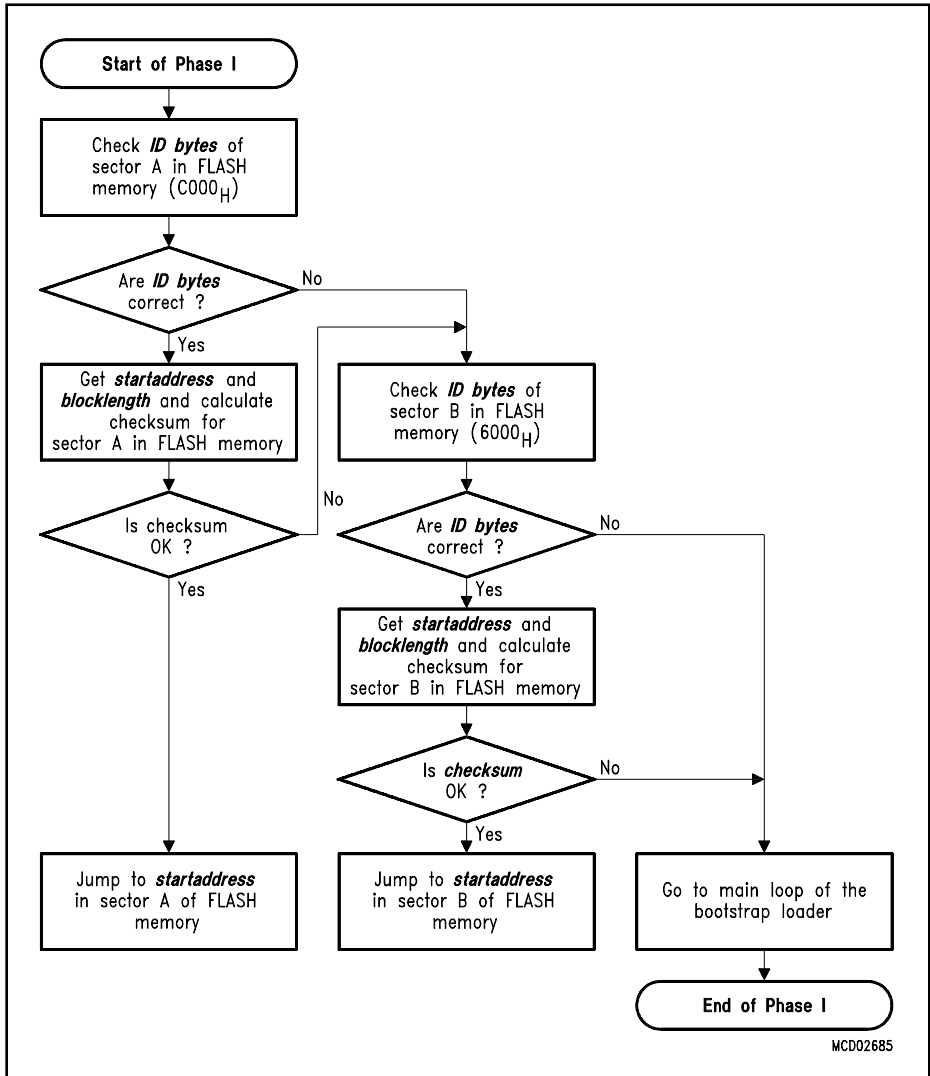 Start of Phase I
Check ID bytes of
sector A in FLASH
memory (C000H)
Are ID bytes
correct ?
No
Yes
Get startaddress and
blocklength and calculate
checksum for
sector A in FLASH memory
Is checksum
OK ?
No
Yes
Jump to startaddress
in sector A of FLASH
memory
Check ID bytes of
sector B in FLASH
memory (6000H)
Are ID bytes
correct ?
No
Yes
Get startaddress and
blocklength and calculate
checksum for
sector B in FLASH memory
Is checksum
OK ?
No
Yes
Jump to startaddress
in sector B of FLASH
memory
Go to main loop of the
bootstrap loader
End of Phase I
MCD02685